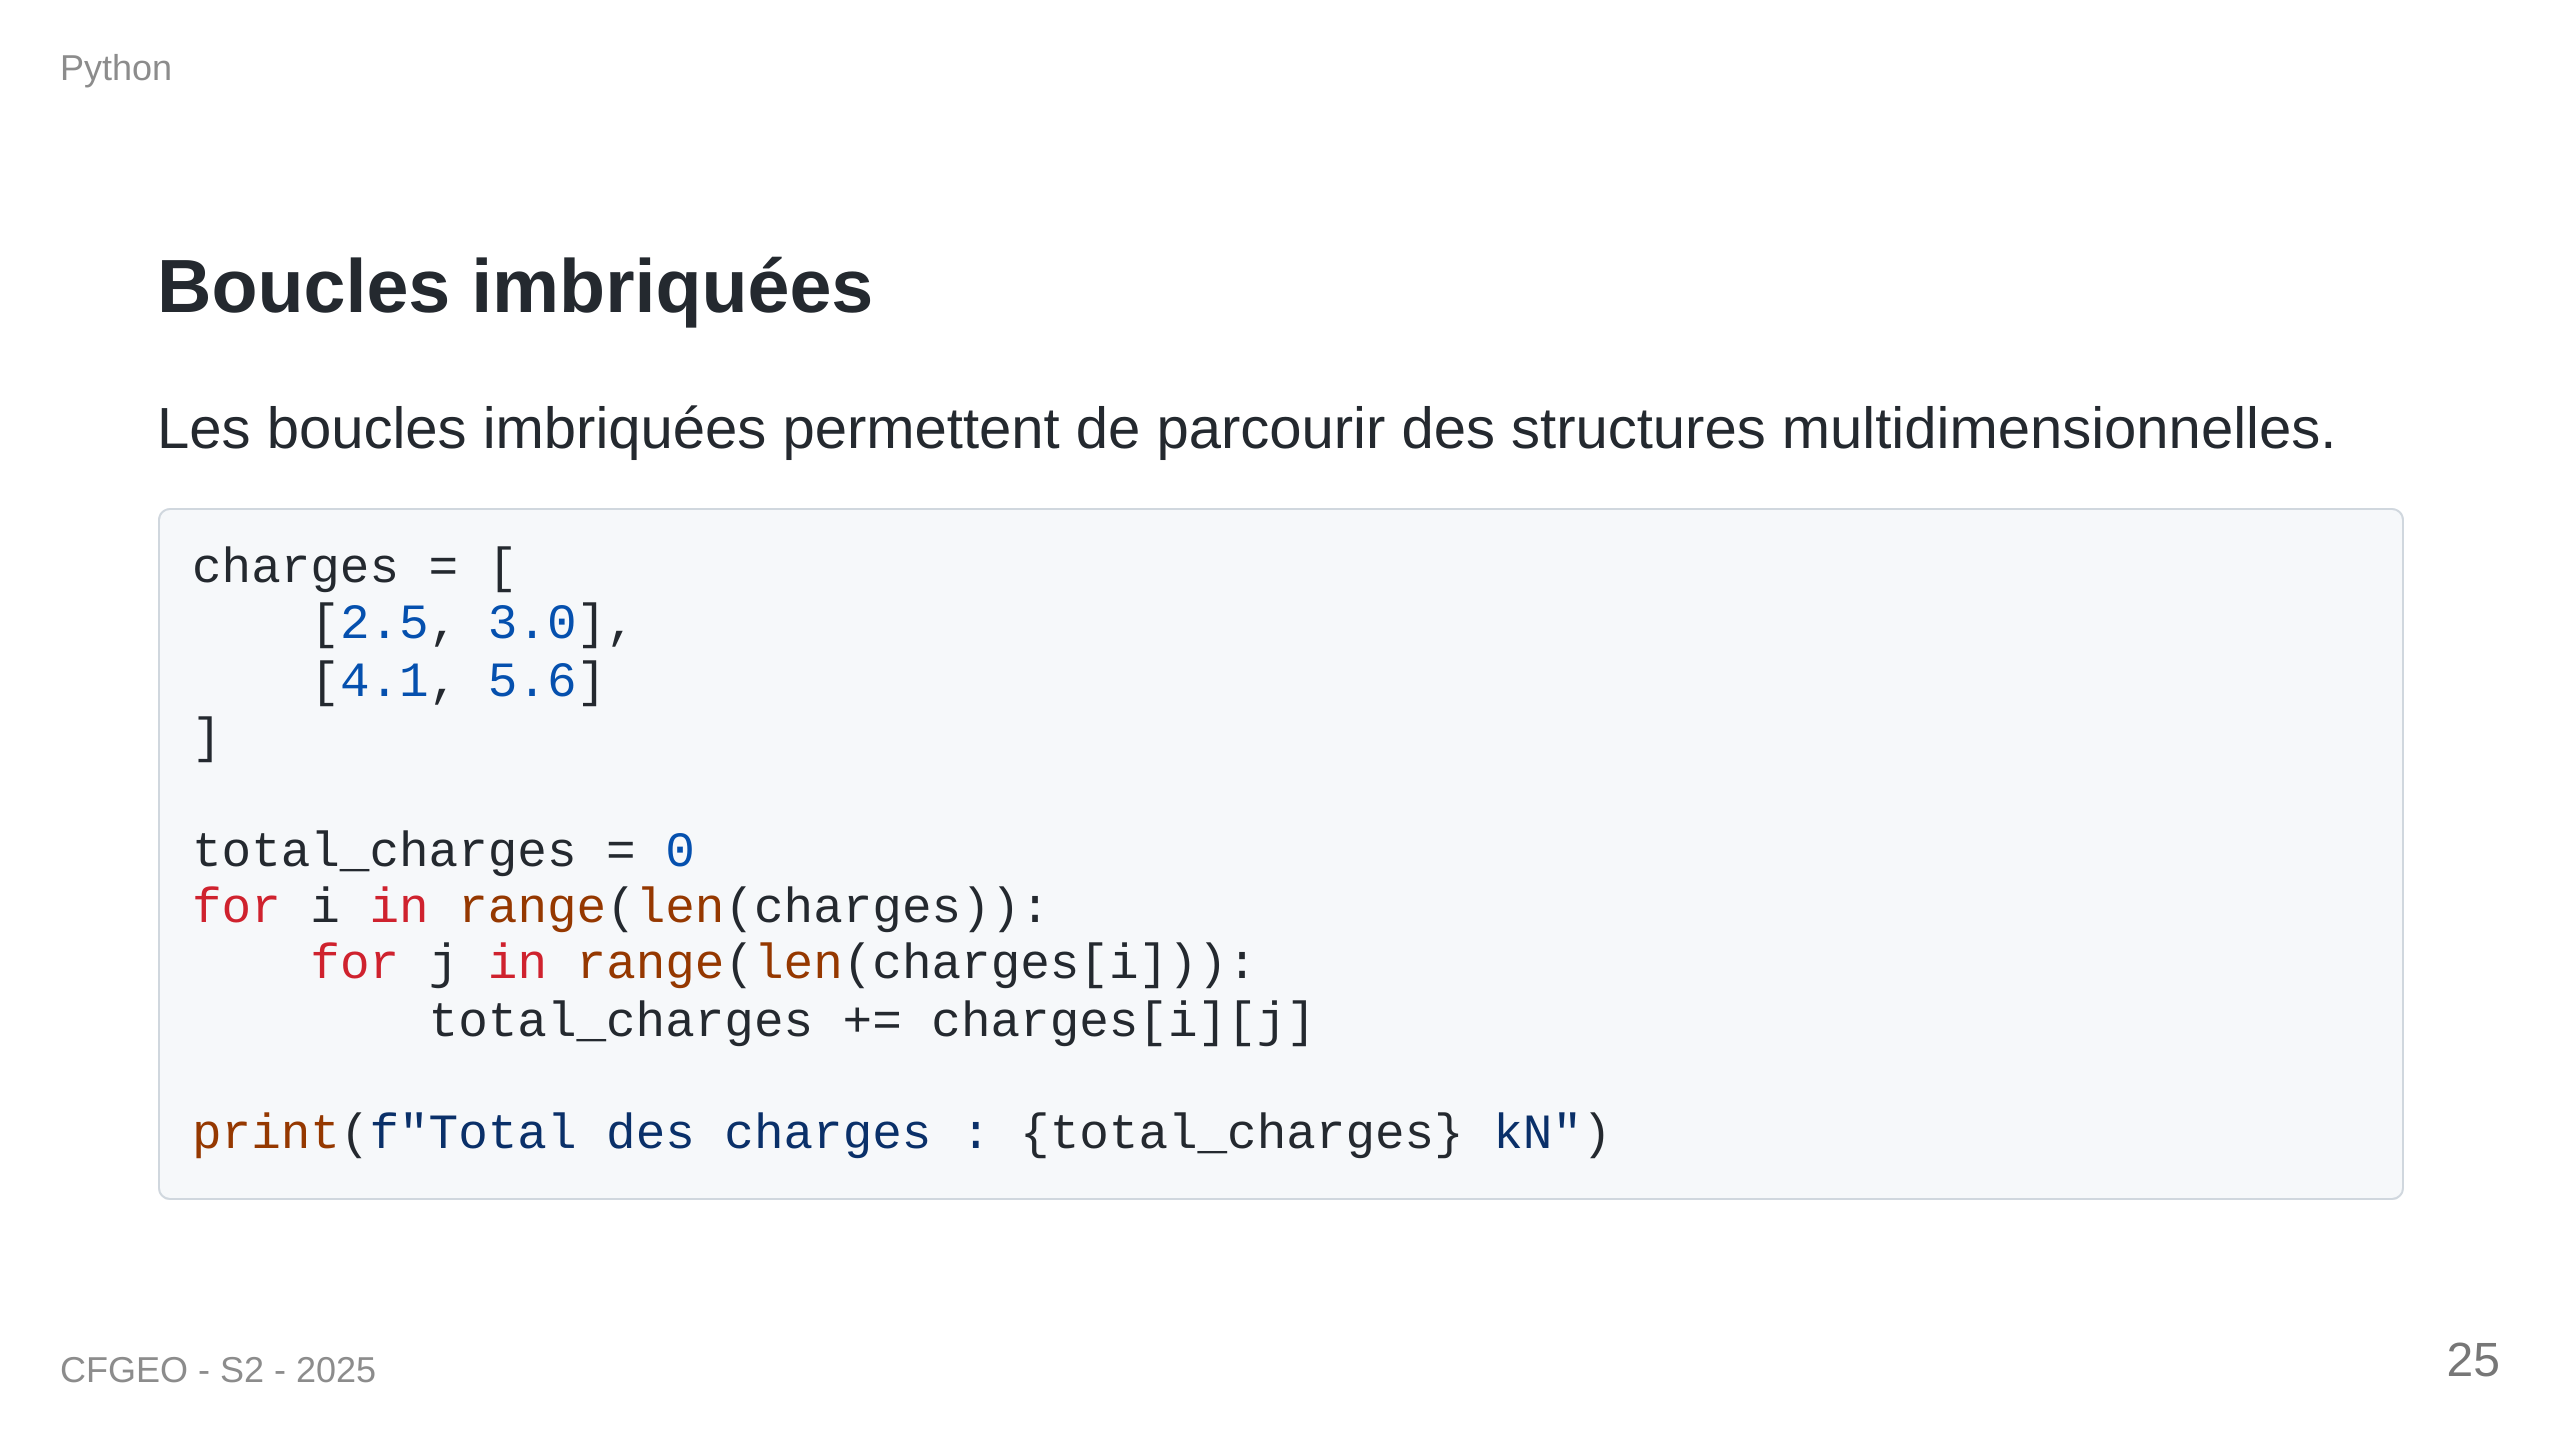 Python
Boucles imbriquées
Les boucles imbriquées permettent de parcourir des structures multidimensionnelles.
charges = [
    [2.5, 3.0],
    [4.1, 5.6]
]
total_charges = 0
for i in range(len(charges)):
    for j in range(len(charges[i])):
        total_charges += charges[i][j]
print(f"Total des charges : {total_charges} kN")
CFGEO - S2 - 2025
25